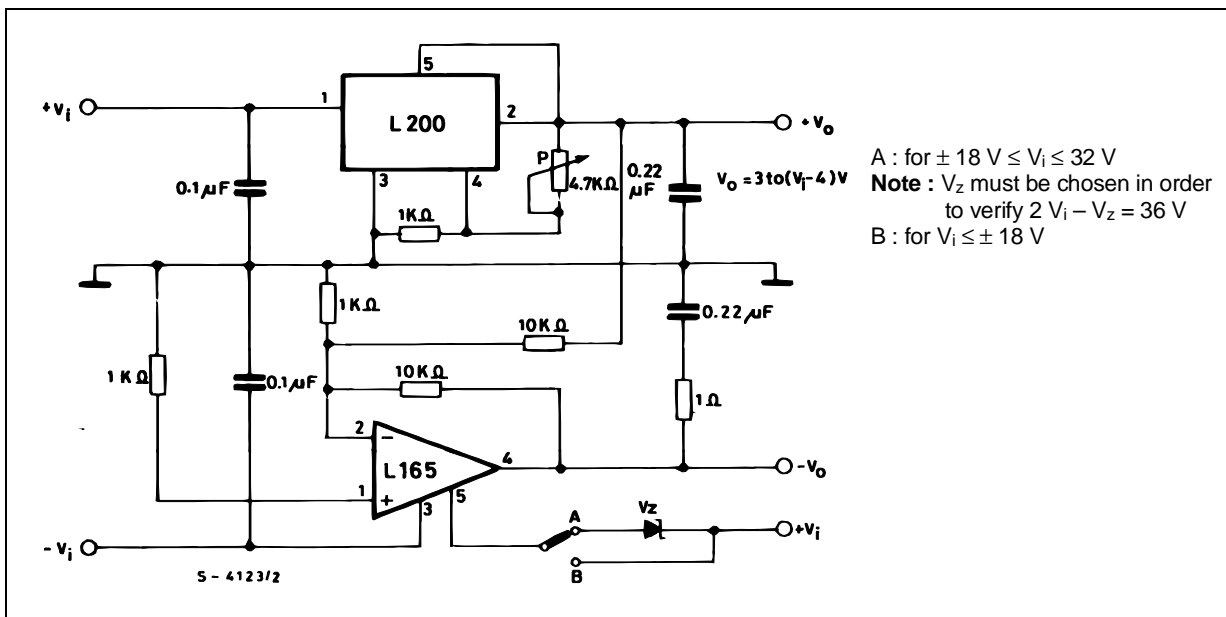 5
+Vi
1
L200
2
+Vo
3
4
P
4.7KΩ
0.22
µF
Vo =3 to(Vi-4)V
0.1µF
1KΩ
A : for ± 18 V ≤ Vi ≤ 32 V
Note : Vz must be chosen in order
to verify 2 Vi – Vz = 36 V
B : for Vi ≤ ± 18 V
1KΩ
0.22µF
10KΩ
1KΩ
0.1µF
10KΩ
1Ω
2
−
L165
4
-Vo
1
+
3
5
A
Vz
+Vi
-Vi
B
S - 4123/2